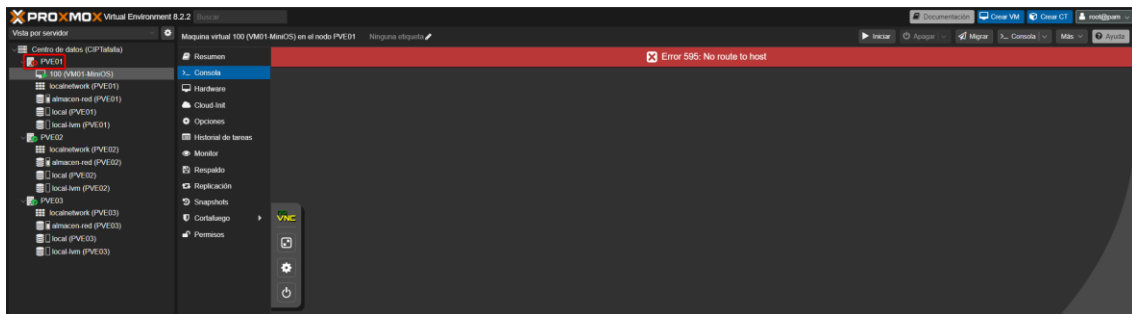 PROXMOX Virtual Environment 8.2.2 Buscar
Documentación Crear VM Crear CT root@pam
Vista por servidor
Maquina virtual 100 (VM01-MiniOS) en el nodo PVE01 Ninguna etiqueta
Iniciar Apagar Migrar Consola Más Ayuda
Centro de datos (CIPTafalla)
PVE01
100 (VM01-MiniOS)
localnetwork (PVE01)
almacen-red (PVE01)
local (PVE01)
local-lvm (PVE01)
PVE02
localnetwork (PVE02)
almacen-red (PVE02)
local (PVE02)
local-lvm (PVE02)
PVE03
localnetwork (PVE03)
almacen-red (PVE03)
local (PVE03)
local-lvm (PVE03)
Resumen
Consola
Hardware
Cloud-Init
Opciones
Historial de tareas
Monitor
Respaldo
Replicación
Snapshots
Cortafuego
Permisos
Error 595: No route to host
VNC